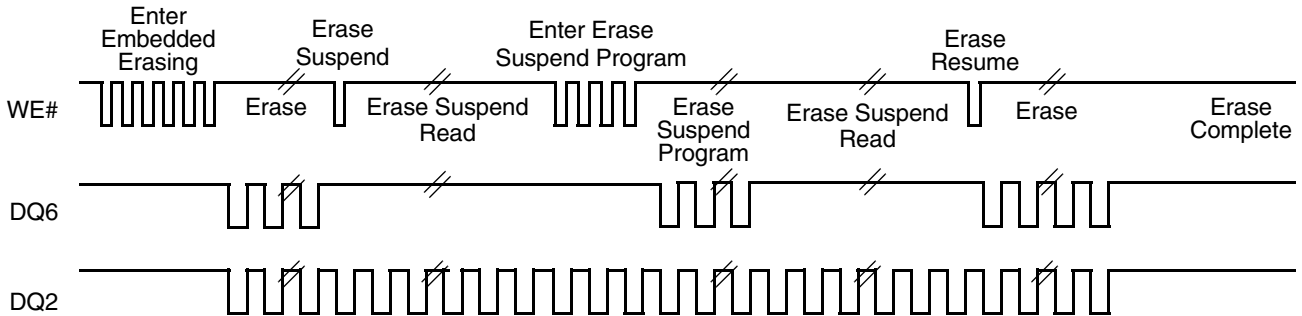 Enter
Embedded
Erasing
Erase
Suspend
Enter Erase
Suspend Program
Erase
Resume
WE#
Erase
Erase Suspend
Read
Erase
Suspend
Program
Erase Suspend
Read
Erase
Erase
Complete
DQ6
DQ2